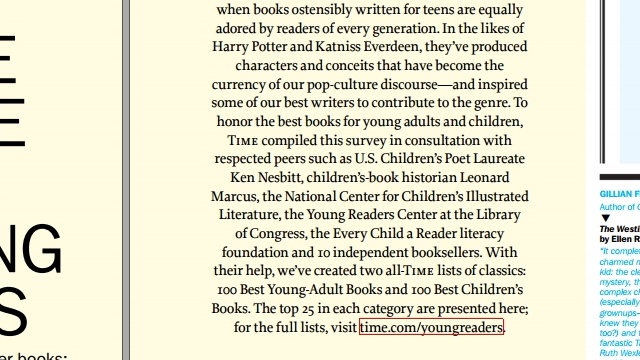 E
E
NG
S
er books:
when books ostensibly written for teens are equally
adored by readers of every generation. In the likes of
Harry Potter and Katniss Everdeen, they've produced
characters and conceits that have become the
currency of our pop-culture discourse—and inspired
some of our best writers to contribute to the genre. To
honor the best books for young adults and children,
TIME compiled this survey in consultation with
respected peers such as U.S. Children's Poet Laureate
Ken Nesbitt, children's-book historian Leonard
Marcus, the National Center for Children's Illustrated
Literature, the Young Readers Center at the Library
of Congress, the Every Child a Reader literacy
foundation and 10 independent booksellers. With
their help, we've created two all-TIME lists of classics:
100 Best Young-Adult Books and 100 Best Children's
Books. The top 25 in each category are presented here;
for the full lists, visit time.com/youngreaders.
GILLIAN F
Author of G
The Westi
by Ellen R
"It comple
charmed m
kid: the cle
mystery, th
complex ch
(especially
grownups—
knew they
too?) and t
fantastic T
Ruth Wexle